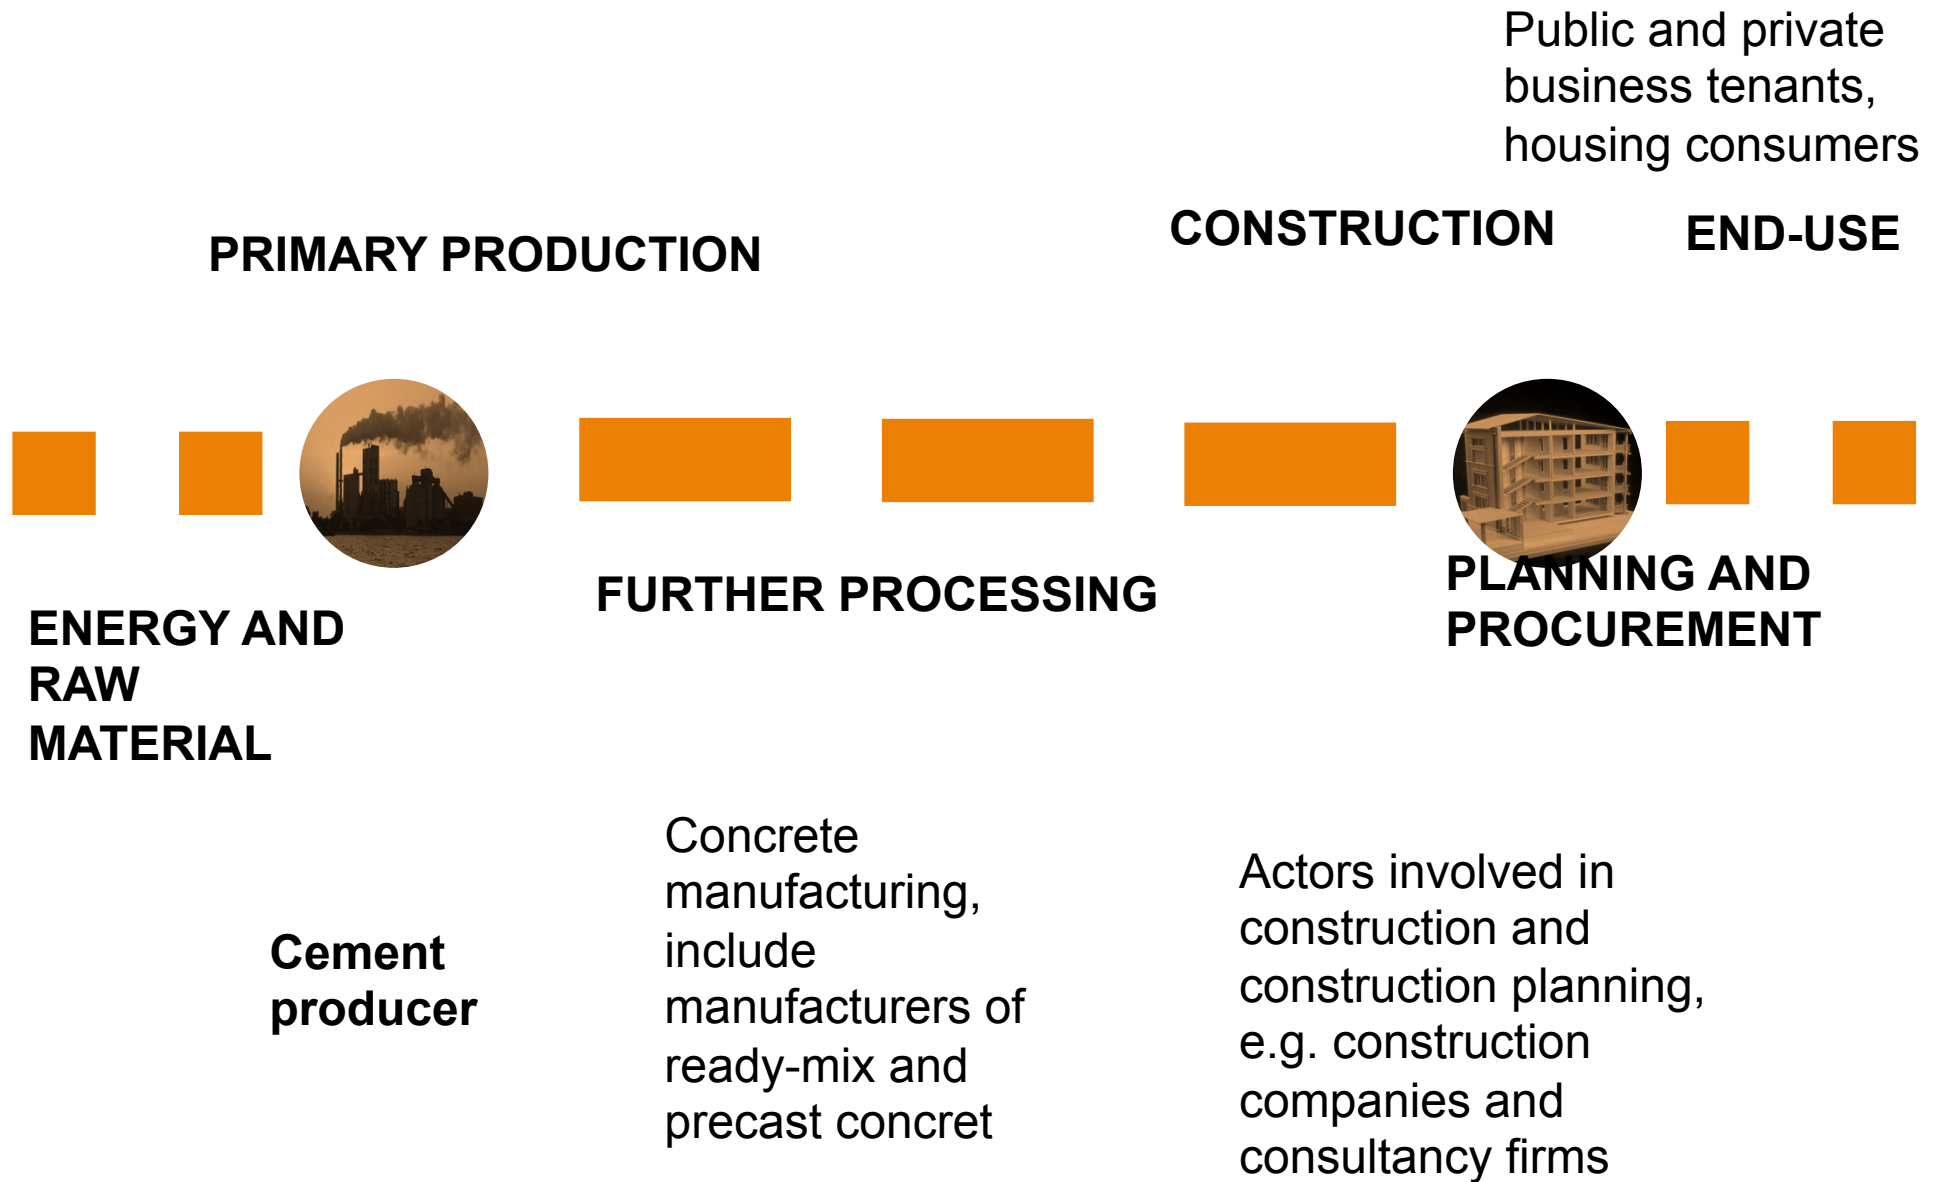 Public and private
business tenants,
housing consumers
CONSTRUCTION
END-USE
PRIMARY PRODUCTION
FURTHER PROCESSING
PLANNING AND
PROCUREMENT
ENERGY AND
RAW
MATERIAL
Cement
producer
Concrete
manufacturing,
include
manufacturers of
ready-mix and
precast concret
Actors involved in
construction and
construction planning,
e.g. construction
companies and
consultancy firms